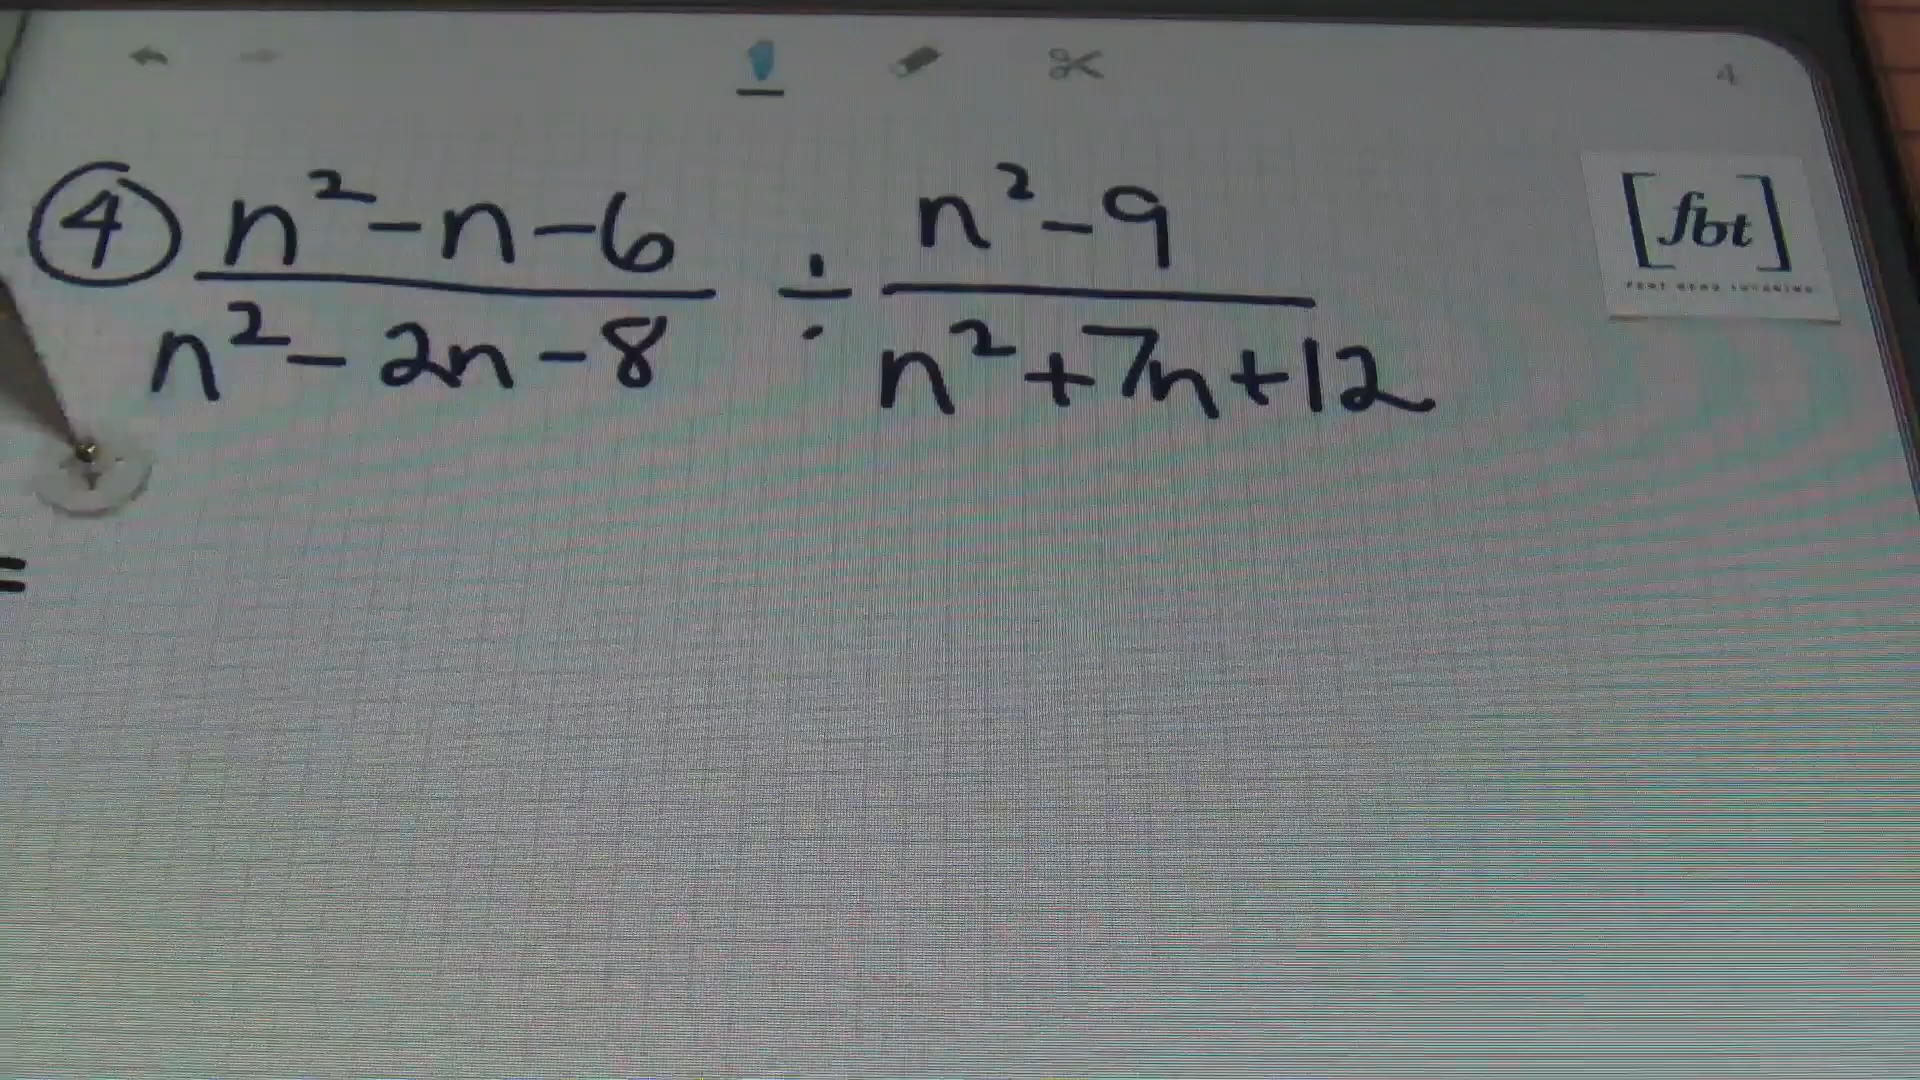 4
④ n²-n-6 ÷ n²-9
n²-2n-8 n²+7n+12
[fbt]
=